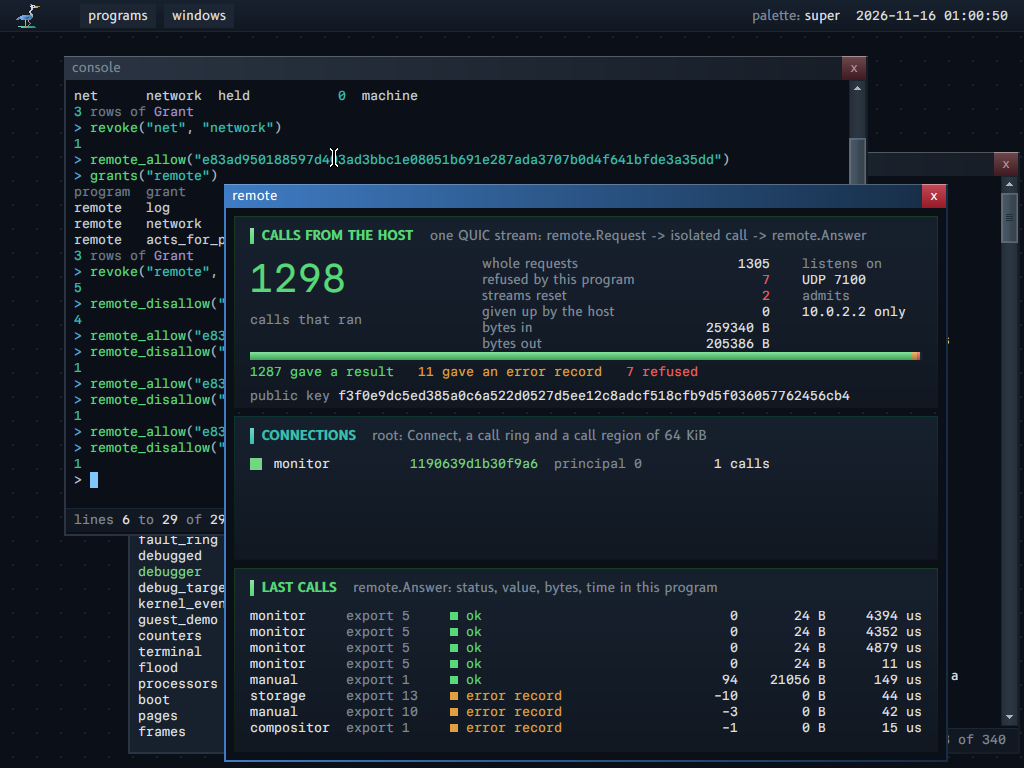 programs windows palette: super 2026-11-16 01:00:50
console x
net network held 0 machine
3 rows of Grant
> revoke("net", "network")
1
> grants("remote")
program grant
remote log
remote network
remote acts_for_p
3 rows of Grant
> revoke("remote",
5
> remote_disallow("
4
> remote_allow("e83
> remote_disallow("
1
> remote_allow("e83
> remote_disallow("
1
> remote_allow("e83
> remote_disallow("
1
>
lines 6 to 29 of 29
x
remote x
CALLS FROM THE HOST one QUIC stream: remote.Request -> isolated call -> remote.Answer
1298
calls that ran
whole requests 1305
refused by this program 7
streams reset 2
given up by the host 0
bytes in 259340 B
bytes out 205386 B
listens on
UDP 7100
admits
10.0.2.2 only
1287 gave a result 11 gave an error record 7 refused
public key f3f0e9dc5ed385a0c6a522d0527d5ee12c8adcf518cfb9d5f036057762456cb4
CONNECTIONS root: Connect, a call ring and a call region of 64 KiB
monitor 1190639d1b30f9a6 principal 0 1 calls
LAST CALLS remote.Answer: status, value, bytes, time in this program
monitor export 5 ok 0 24 B 4394 us
monitor export 5 ok 0 24 B 4352 us
monitor export 5 ok 0 24 B 4879 us
monitor export 5 ok 0 24 B 11 us
manual export 1 ok 94 21056 B 149 us
storage export 13 error record -10 0 B 44 us
manual export 10 error record -3 0 B 42 us
compositor export 1 error record -1 0 B 15 us
fault_ring
debugged
debugger
debug_targe
kernel_even
guest_demo
counters
terminal
flood
processors
boot
pages
frames
a
of 340